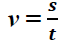 v = s/t